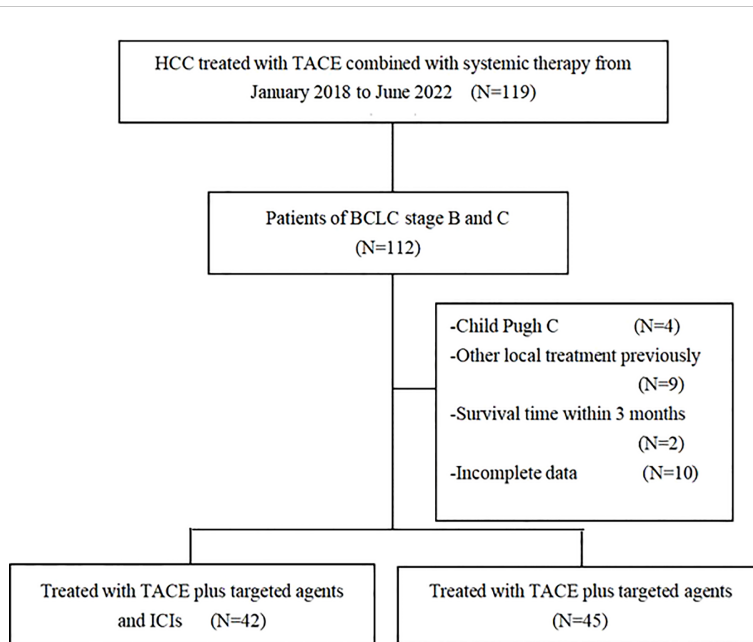 HCC treated with TACE combined with systemic therapy from
January 2018 to June 2022 (N=119)
Patients of BCLC stage B and C
(N=112)
-Child Pugh C (N=4)
-Other local treatment previously
(N=9)
-Survival time within 3 months
(N=2)
-Incomplete data (N=10)
Treated with TACE plus targeted agents
and ICIs (N=42)
Treated with TACE plus targeted agents
(N=45)